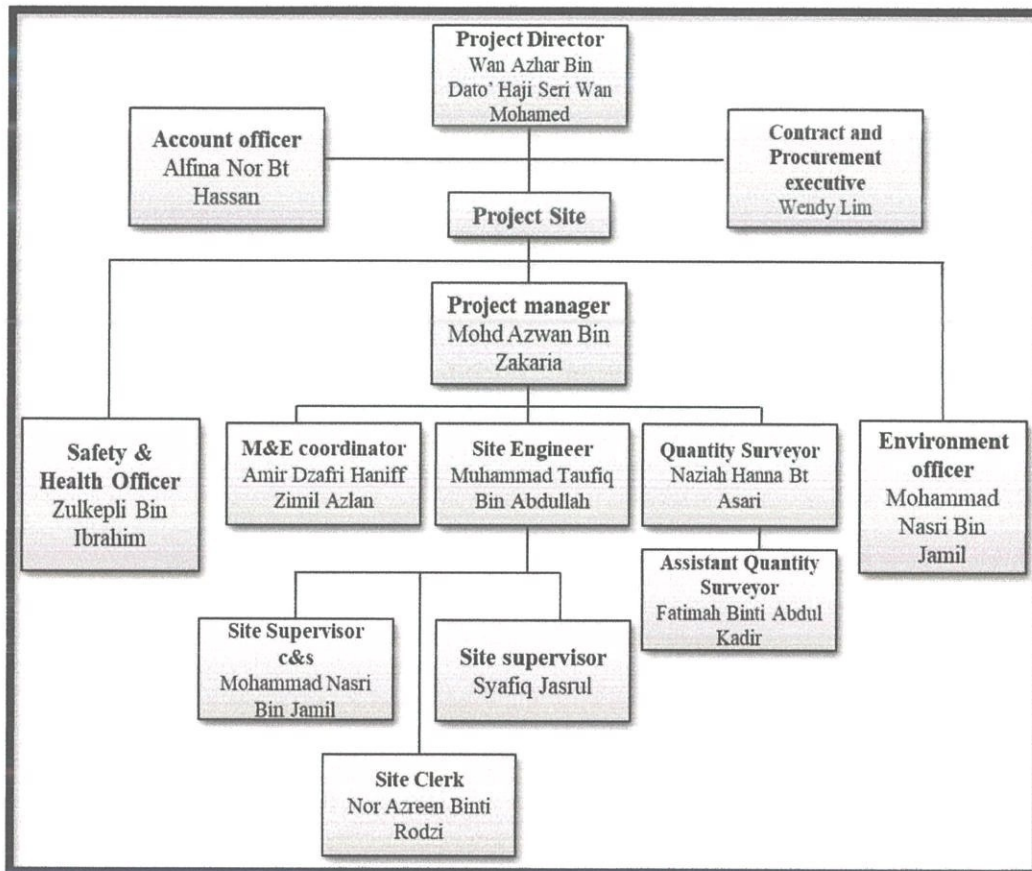 Project Director
Wan Azhar Bin
Dato' Haji Seri Wan
Mohamed
Account officer
Alfina Nor Bt
Hassan
Contract and
Procurement
executive
Wendy Lim
Project Site
Project manager
Mohd Azwan Bin
Zakaria
Safety &
Health Officer
Zulkepli Bin
Ibrahim
M&E coordinator
Amir Dzafri Haniff
Zimil Azlan
Site Engineer
Muhammad Taufiq
Bin Abdullah
Quantity Surveyor
Naziah Hanna Bt
Asari
Environment
officer
Mohammad
Nasri Bin
Jamil
Assistant Quantity
Surveyor
Fatimah Binti Abdul
Kadir
Site Supervisor
c&s
Mohammad Nasri
Bin Jamil
Site supervisor
Syafiq Jasrul
Site Clerk
Nor Azreen Binti
Rodzi